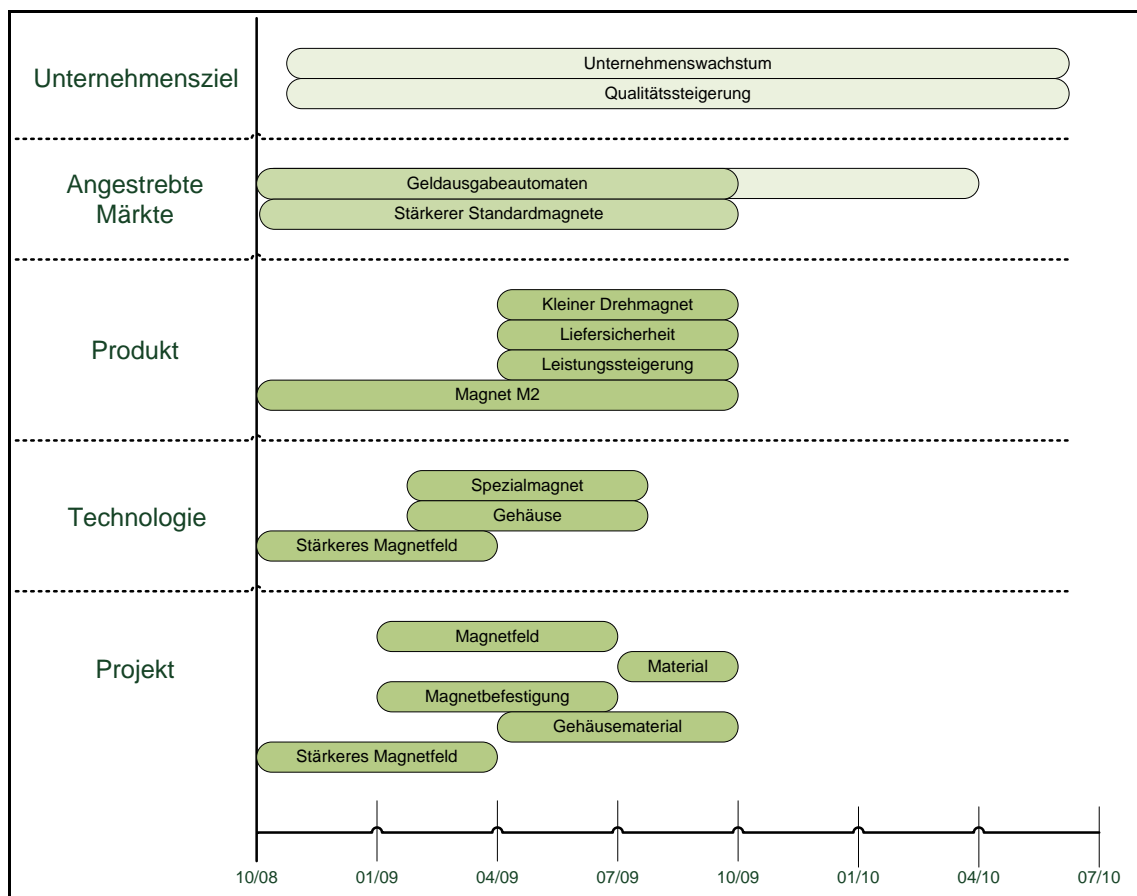 Unternehmensziel
Unternehmenswachstum
Qualitätssteigerung
Angestrebte
Märkte
Geldausgabeautomaten
Stärkerer Standardmagnete
Produkt
Kleiner Drehmagnet
Liefersicherheit
Leistungssteigerung
Magnet M2
Technologie
Spezialmagnet
Gehäuse
Stärkeres Magnetfeld
Projekt
Magnetfeld
Material
Magnetbefestigung
Gehäusematerial
Stärkeres Magnetfeld
10/08 01/09 04/09 07/09 10/09 01/10 04/10 07/10